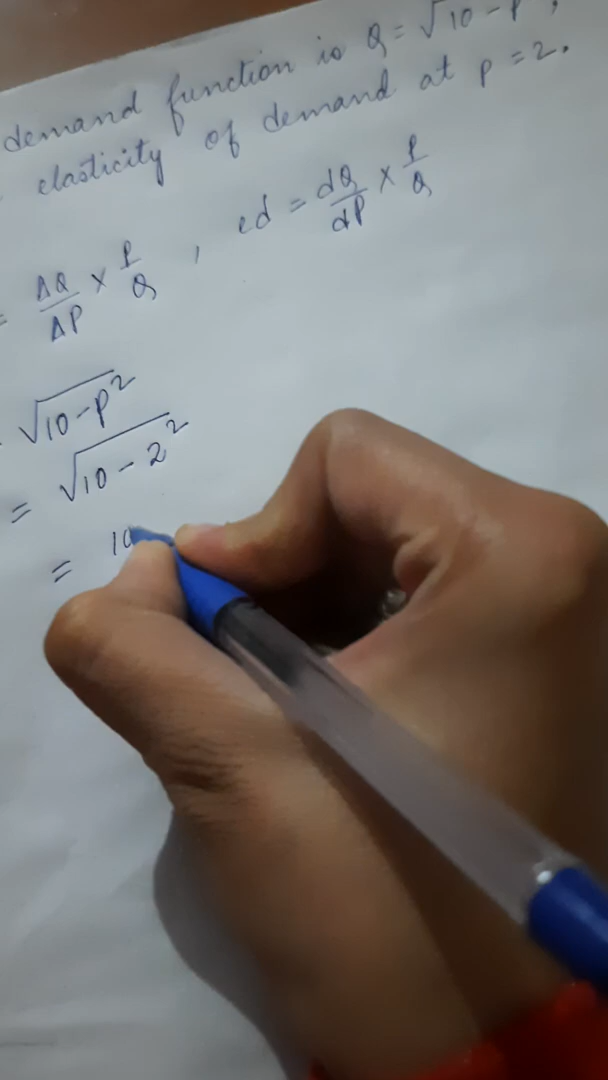 demand function is Q = √10-P,
elasticity of demand at p = 2.
= ΔQ/ΔP × P/Q, ed = dQ/dP × P/Q
√10-P²
= √10-2²
= 10